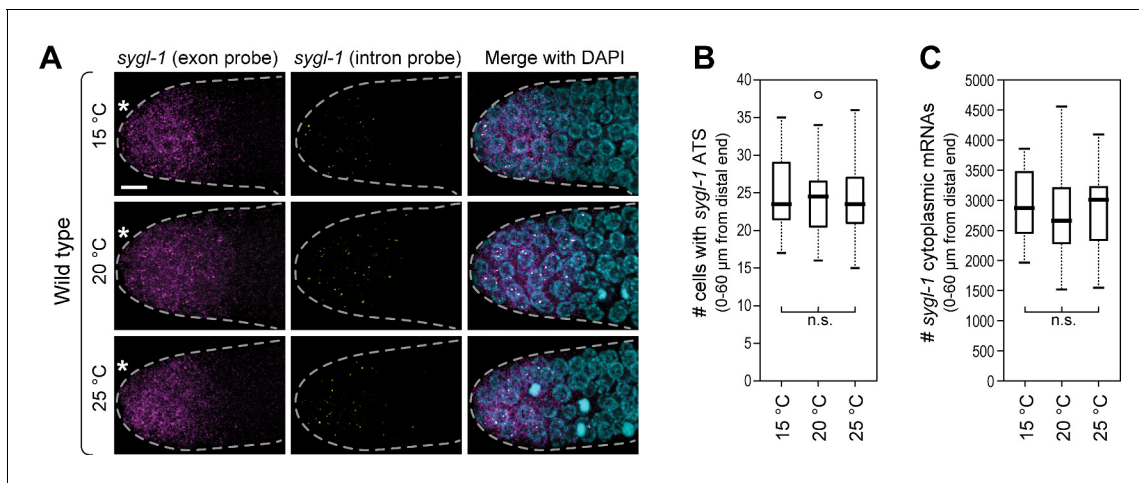 A
sygl-1 (exon probe)
sygl-1 (intron probe)
Merge with DAPI
Wild type
15 °C
*
20 °C
*
25 °C
*
B
# cells with sygl-1 ATS
(0-60 µm from distal end)
40
35
30
25
20
15
10
5
0
n.s.
15 °C
20 °C
25 °C
C
# sygl-1 cytoplasmic mRNAs
(0-60 µm from distal end)
5000
4500
4000
3500
3000
2500
2000
1500
1000
500
0
n.s.
15 °C
20 °C
25 °C